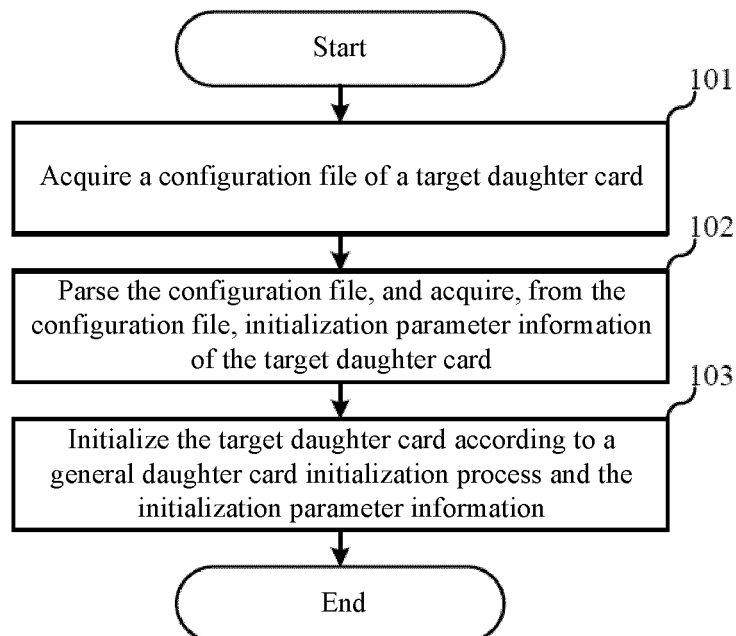 Start
101
Acquire a configuration file of a target daughter card
102
Parse the configuration file, and acquire, from the
configuration file, initialization parameter information
of the target daughter card
103
Initialize the target daughter card according to a
general daughter card initialization process and the
initialization parameter information
End